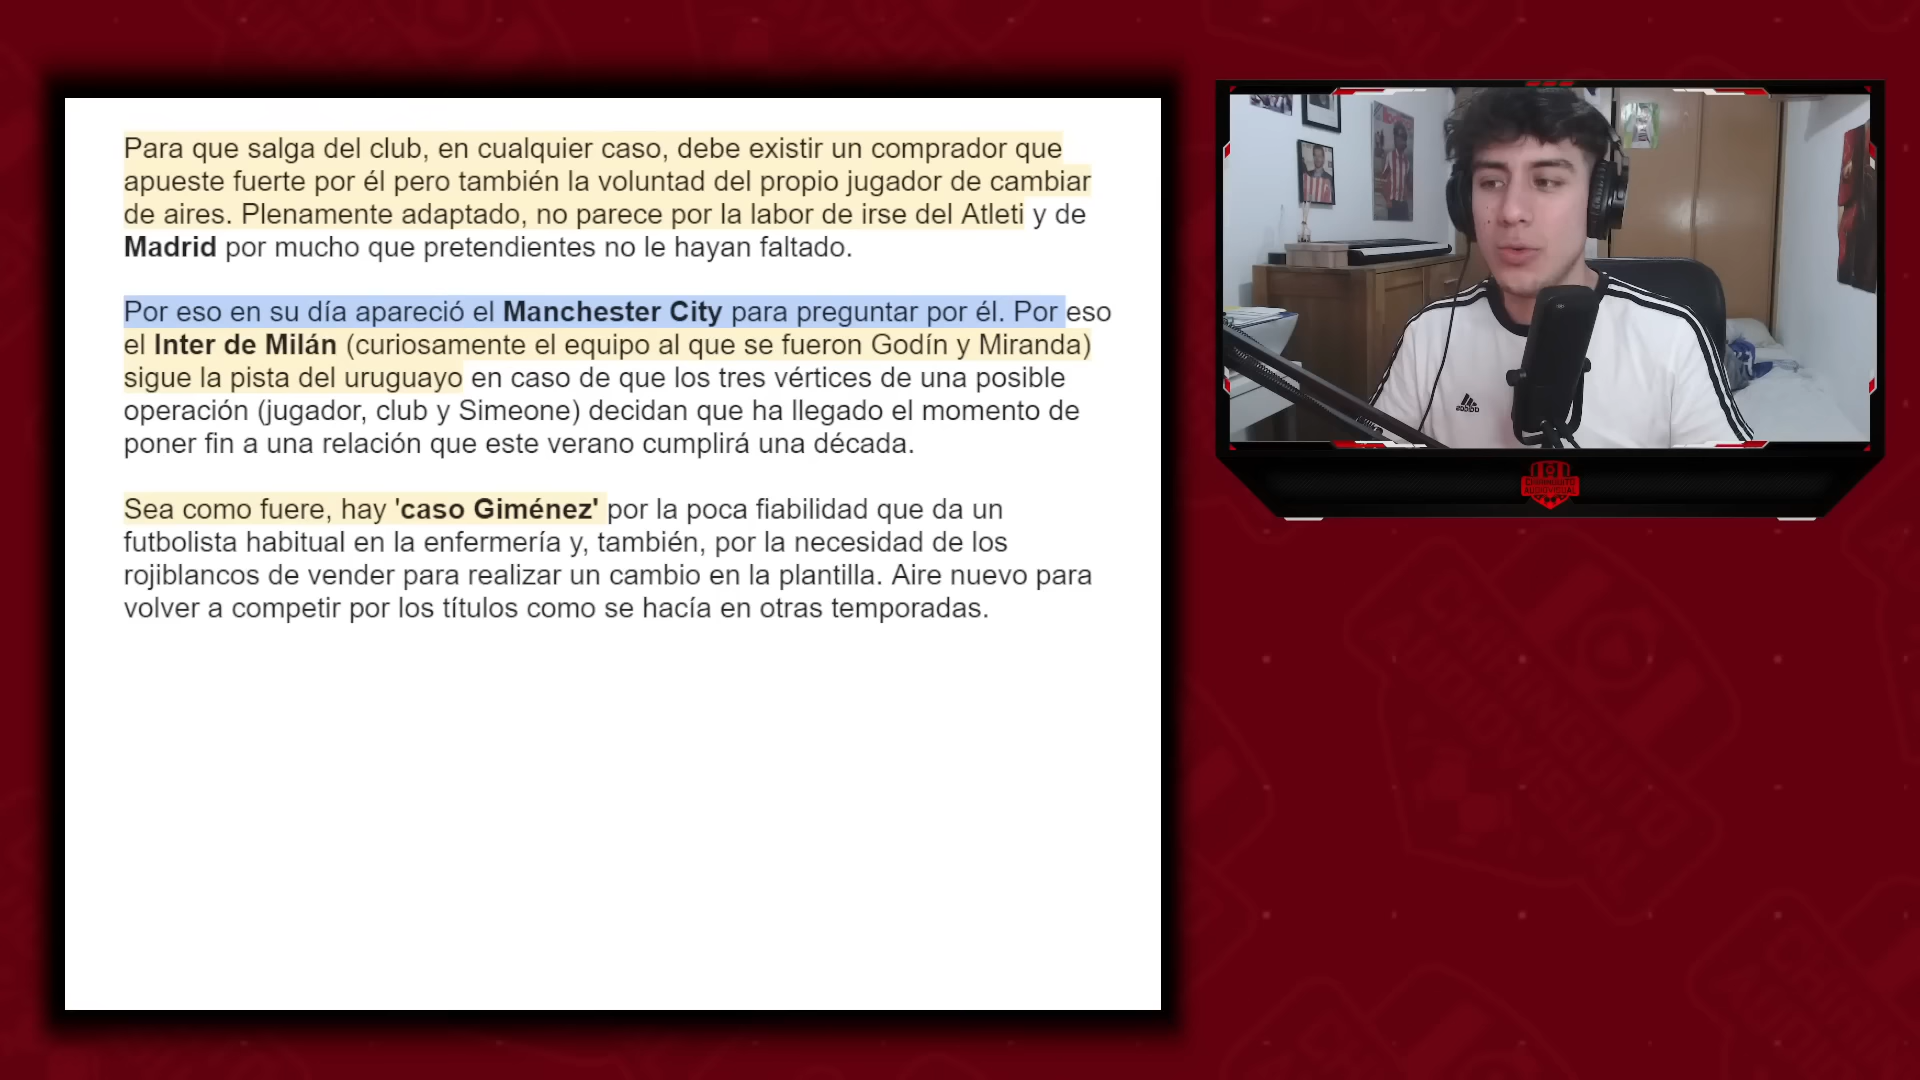 Para que salga del club, en cualquier caso, debe existir un comprador que
apueste fuerte por él pero también la voluntad del propio jugador de cambiar
de aires. Plenamente adaptado, no parece por la labor de irse del Atleti y de
Madrid por mucho que pretendientes no le hayan faltado.
Por eso en su día apareció el Manchester City para preguntar por él. Por eso
el Inter de Milán (curiosamente el equipo al que se fueron Godín y Miranda)
sigue la pista del uruguayo en caso de que los tres vértices de una posible
operación (jugador, club y Simeone) decidan que ha llegado el momento de
poner fin a una relación que este verano cumplirá una década.
Sea como fuere, hay 'caso Giménez' por la poca fiabilidad que da un
futbolista habitual en la enfermería y, también, por la necesidad de los
rojiblancos de vender para realizar un cambio en la plantilla. Aire nuevo para
volver a competir por los títulos como se hacía en otras temporadas.
adidas
CHIRINGUITO
AUDIOVISUAL